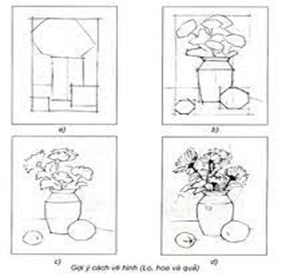 a)
b)
c)
d)
Gợi ý cách vẽ hình (Lọ, hoa và quả)